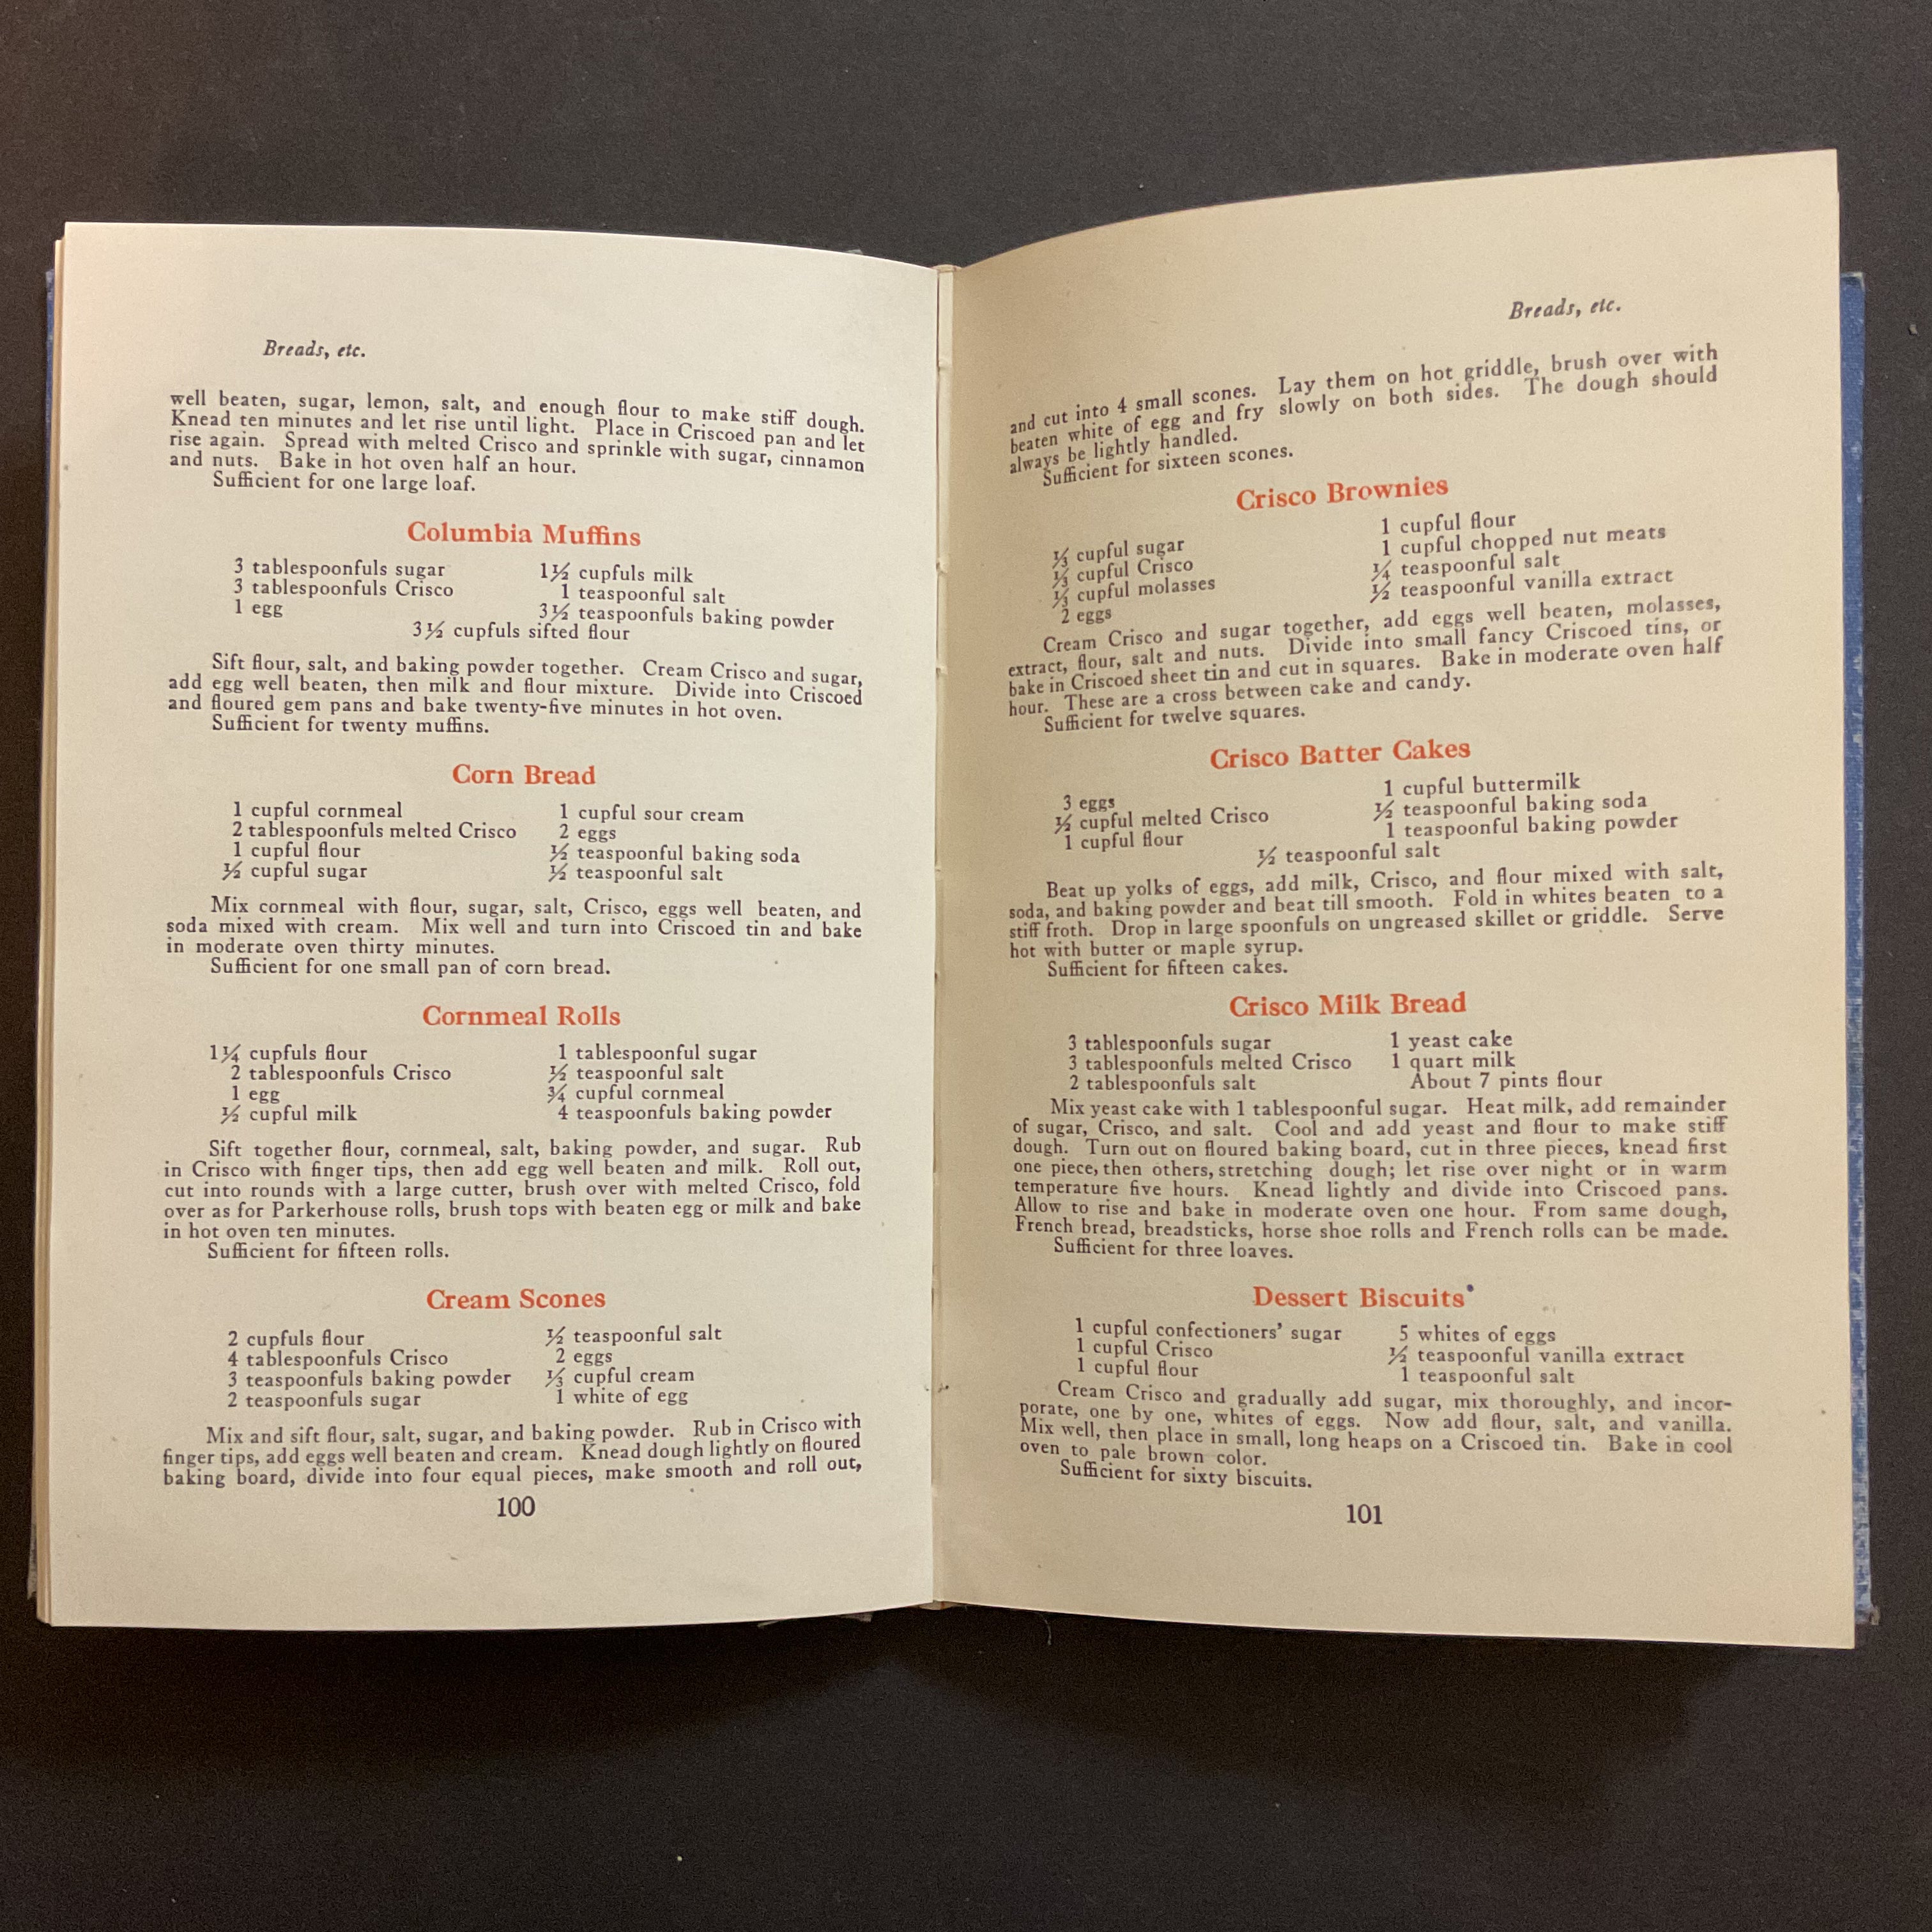 Breads, etc.
well beaten, sugar, lemon, salt, and enough flour to make stiff dough.
Knead ten minutes and let rise until light. Place in Criscoed pan and let
rise again. Spread with melted Crisco and sprinkle with sugar, cinnamon
and nuts. Bake in hot oven half an hour.
Sufficient for one large loaf.
Columbia Muffins
3 tablespoonfuls sugar
3 tablespoonfuls Crisco
1 egg
1½ cupfuls milk
1 teaspoonful salt
3½ teaspoonfuls baking powder
3½ cupfuls sifted flour
Sift flour, salt, and baking powder together. Cream Crisco and sugar,
add egg well beaten, then milk and flour mixture. Divide into Criscoed
and floured gem pans and bake twenty-five minutes in hot oven.
Sufficient for twenty muffins.
Corn Bread
1 cupful cornmeal
2 tablespoonfuls melted Crisco
1 cupful flour
½ cupful sugar
1 cupful sour cream
2 eggs
½ teaspoonful baking soda
½ teaspoonful salt
Mix cornmeal with flour, sugar, salt, Crisco, eggs well beaten, and
soda mixed with cream. Mix well and turn into Criscoed tin and bake
in moderate oven thirty minutes.
Sufficient for one small pan of corn bread.
Cornmeal Rolls
1¼ cupfuls flour
2 tablespoonfuls Crisco
1 egg
½ cupful milk
1 tablespoonful sugar
½ teaspoonful salt
¾ cupful cornmeal
4 teaspoonfuls baking powder
Sift together flour, cornmeal, salt, baking powder, and sugar. Rub
in Crisco with finger tips, then add egg well beaten and milk. Roll out,
cut into rounds with a large cutter, brush over with melted Crisco, fold
over as for Parkerhouse rolls, brush tops with beaten egg or milk and bake
in hot oven ten minutes.
Sufficient for fifteen rolls.
Cream Scones
2 cupfuls flour
4 tablespoonfuls Crisco
3 teaspoonfuls baking powder
2 teaspoonfuls sugar
½ teaspoonful salt
2 eggs
⅓ cupful cream
1 white of egg
Mix and sift flour, salt, sugar, and baking powder. Rub in Crisco with
finger tips, add eggs well beaten and cream. Knead dough lightly on floured
baking board, divide into four equal pieces, make smooth and roll out,
100
Breads, etc.
and cut into 4 small scones. Lay them on hot griddle, brush over with
beaten white of egg and fry slowly on both sides. The dough should
always be lightly handled.
Sufficient for sixteen scones.
Crisco Brownies
⅓ cupful sugar
⅓ cupful Crisco
⅓ cupful molasses
2 eggs
1 cupful flour
1 cupful chopped nut meats
¼ teaspoonful salt
½ teaspoonful vanilla extract
Cream Crisco and sugar together, add eggs well beaten, molasses,
extract, flour, salt and nuts. Divide into small fancy Criscoed tins, or
bake in Criscoed sheet tin and cut in squares. Bake in moderate oven half
hour. These are a cross between cake and candy.
Sufficient for twelve squares.
Crisco Batter Cakes
3 eggs
½ cupful melted Crisco
1 cupful flour
1 cupful buttermilk
½ teaspoonful baking soda
1 teaspoonful baking powder
½ teaspoonful salt
Beat up yolks of eggs, add milk, Crisco, and flour mixed with salt,
soda, and baking powder and beat till smooth. Fold in whites beaten to a
stiff froth. Drop in large spoonfuls on ungreased skillet or griddle. Serve
hot with butter or maple syrup.
Sufficient for fifteen cakes.
Crisco Milk Bread
3 tablespoonfuls sugar
3 tablespoonfuls melted Crisco
2 tablespoonfuls salt
1 yeast cake
1 quart milk
About 7 pints flour
Mix yeast cake with 1 tablespoonful sugar. Heat milk, add remainder
of sugar, Crisco, and salt. Cool and add yeast and flour to make stiff
dough. Turn out on floured baking board, cut in three pieces, knead first
one piece, then others, stretching dough; let rise over night or in warm
temperature five hours. Knead lightly and divide into Criscoed pans.
Allow to rise and bake in moderate oven one hour. From same dough,
French bread, breadsticks, horse shoe rolls and French rolls can be made.
Sufficient for three loaves.
Dessert Biscuits
1 cupful confectioners' sugar
1 cupful Crisco
1 cupful flour
5 whites of eggs
½ teaspoonful vanilla extract
1 teaspoonful salt
Cream Crisco and gradually add sugar, mix thoroughly, and incor-
porate, one by one, whites of eggs. Now add flour, salt, and vanilla.
Mix well, then place in small, long heaps on a Criscoed tin. Bake in cool
oven to pale brown color.
Sufficient for sixty biscuits.
101